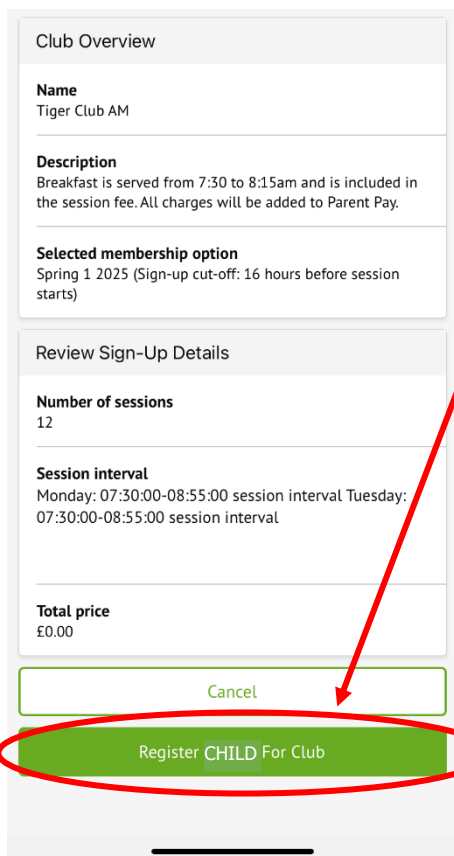 Club Overview
Name
Tiger Club AM
Description
Breakfast is served from 7:30 to 8:15am and is included in
the session fee. All charges will be added to Parent Pay.
Selected membership option
Spring 1 2025 (Sign-up cut-off: 16 hours before session
starts)
Review Sign-Up Details
Number of sessions
12
Session interval
Monday: 07:30:00-08:55:00 session interval Tuesday:
07:30:00-08:55:00 session interval
Total price
£0.00
Cancel
Register CHILD For Club